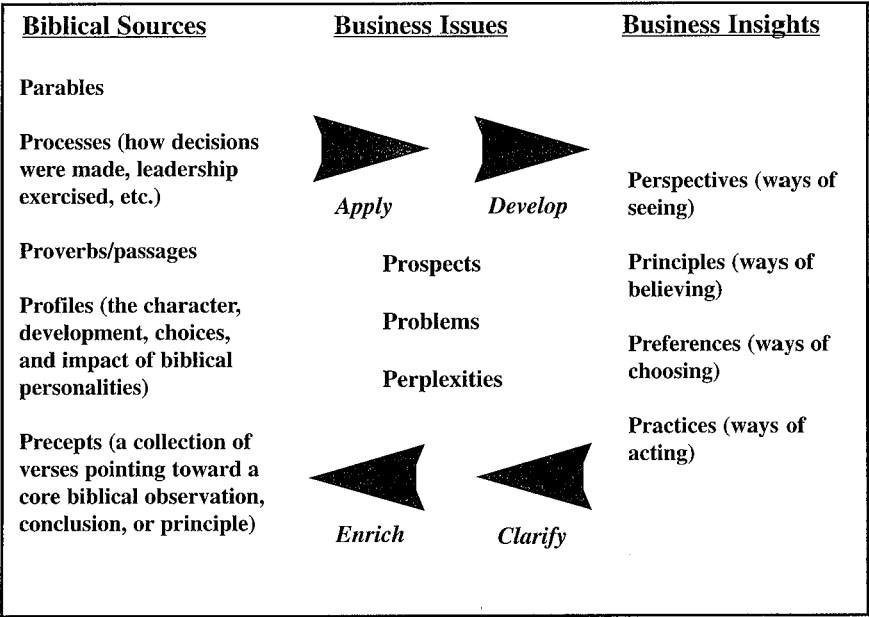 Biblical Sources
Parables
Processes (how decisions
were made, leadership
exercised, etc.)
Proverbs/passages
Profiles (the character,
development, choices,
and impact of biblical
personalities)
Precepts (a collection of
verses pointing toward a
core biblical observation,
conclusion, or principle)
Business Issues
Apply
Develop
Prospects
Problems
Perplexities
Enrich
Clarify
Business Insights
Perspectives (ways of
seeing)
Principles (ways of
believing)
Preferences (ways of
choosing)
Practices (ways of
acting)